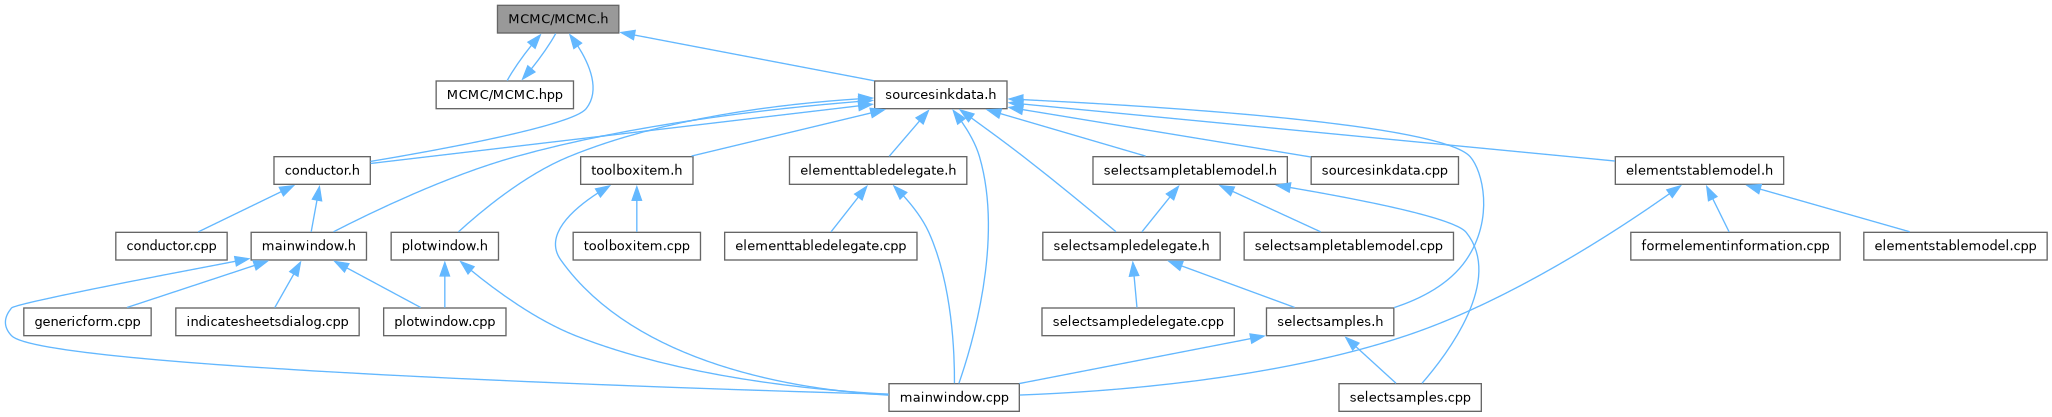 MCMC/MCMC.h
MCMC/MCMC.hpp
sourcesinkdata.h
conductor.h
toolboxitem.h
elementtabledelegate.h
selectsampletablemodel.h
sourcesinkdata.cpp
elementstablemodel.h
conductor.cpp
mainwindow.h
plotwindow.h
toolboxitem.cpp
elementtabledelegate.cpp
selectsampledelegate.h
selectsampletablemodel.cpp
formelementinformation.cpp
elementstablemodel.cpp
genericform.cpp
indicatesheetsdialog.cpp
plotwindow.cpp
selectsampledelegate.cpp
selectsamples.h
mainwindow.cpp
selectsamples.cpp